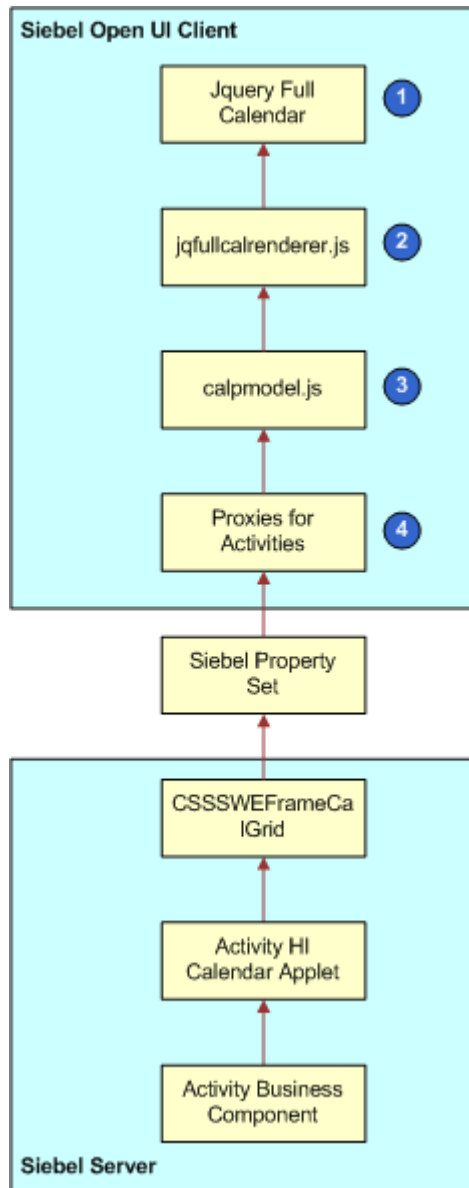 Siebel Open UI Client
Jquery Full
Calendar
1
jqfullcalrenderer.js
2
calpmodel.js
3
Proxies for
Activities
4
Siebel Property
Set
CSSSWEFrameCa
lGrid
Activity HI
Calendar Applet
Activity Business
Component
Siebel Server